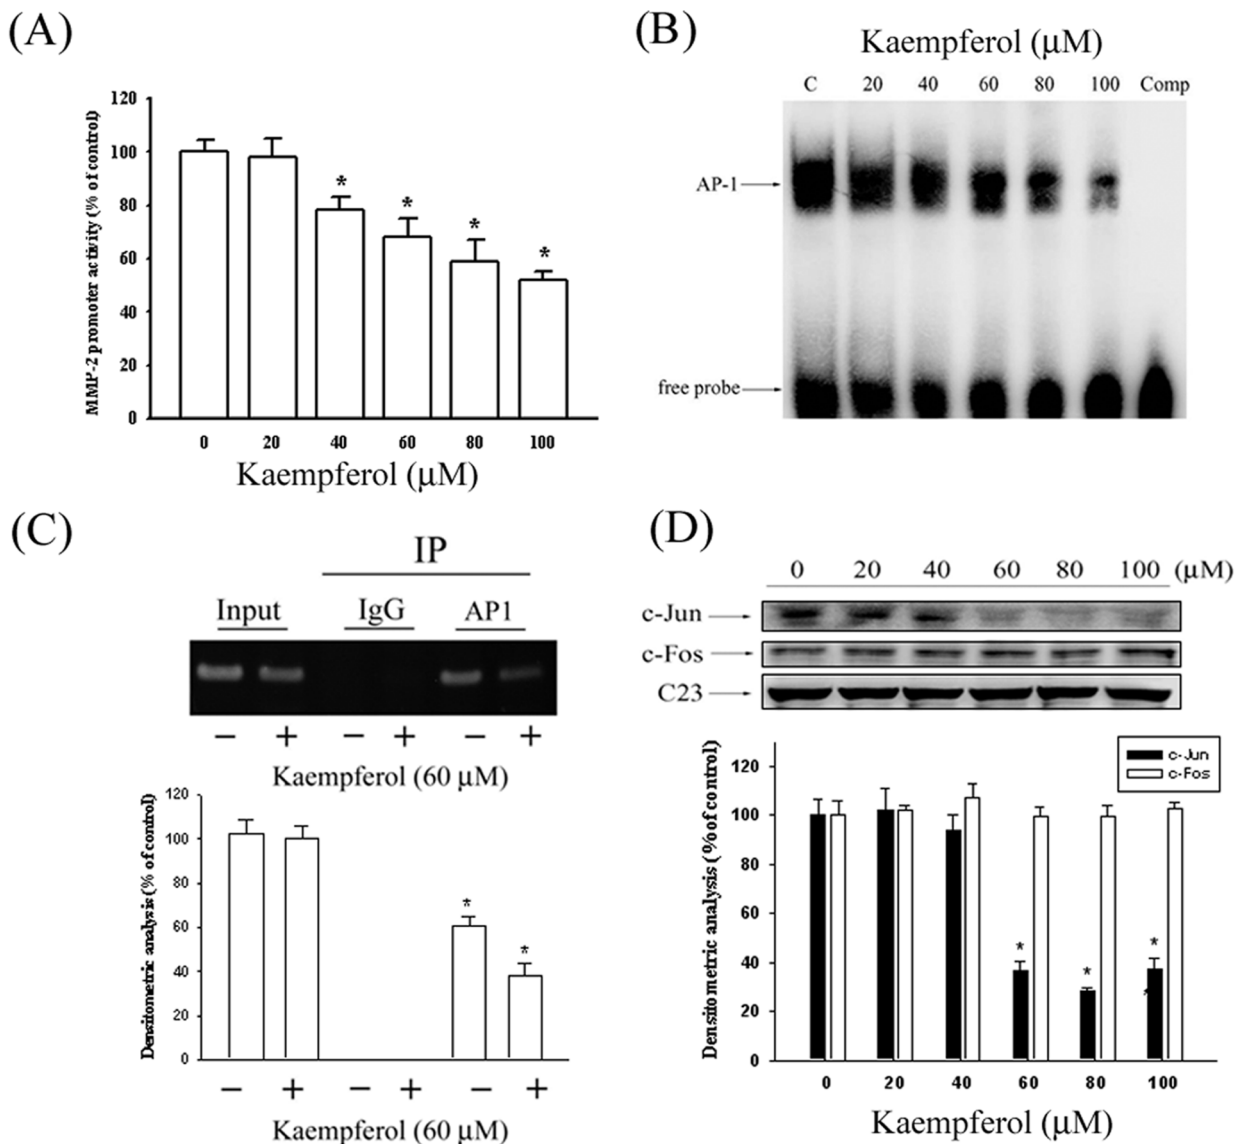 (A)
120
100
80
60
40
20
0
MMP-2 promoter activity (% of control)
* * * *
0 20 40 60 80 100
Kaempferol (µM)
(B)
Kaempferol (µM)
C 20 40 60 80 100 Comp
AP-1
free probe
(C)
IP
Input IgG AP1
− + − + − +
Kaempferol (60 µM)
120
100
80
60
40
20
0
Densitometric analysis (% of control)
* *
− + − + − +
Kaempferol (60 µM)
(D)
0 20 40 60 80 100 (µM)
c-Jun
c-Fos
C23
c-Jun
c-Fos
120
100
80
60
40
20
0
Densitometric analysis (% of control)
* * *
0 20 40 60 80 100
Kaempferol (µM)